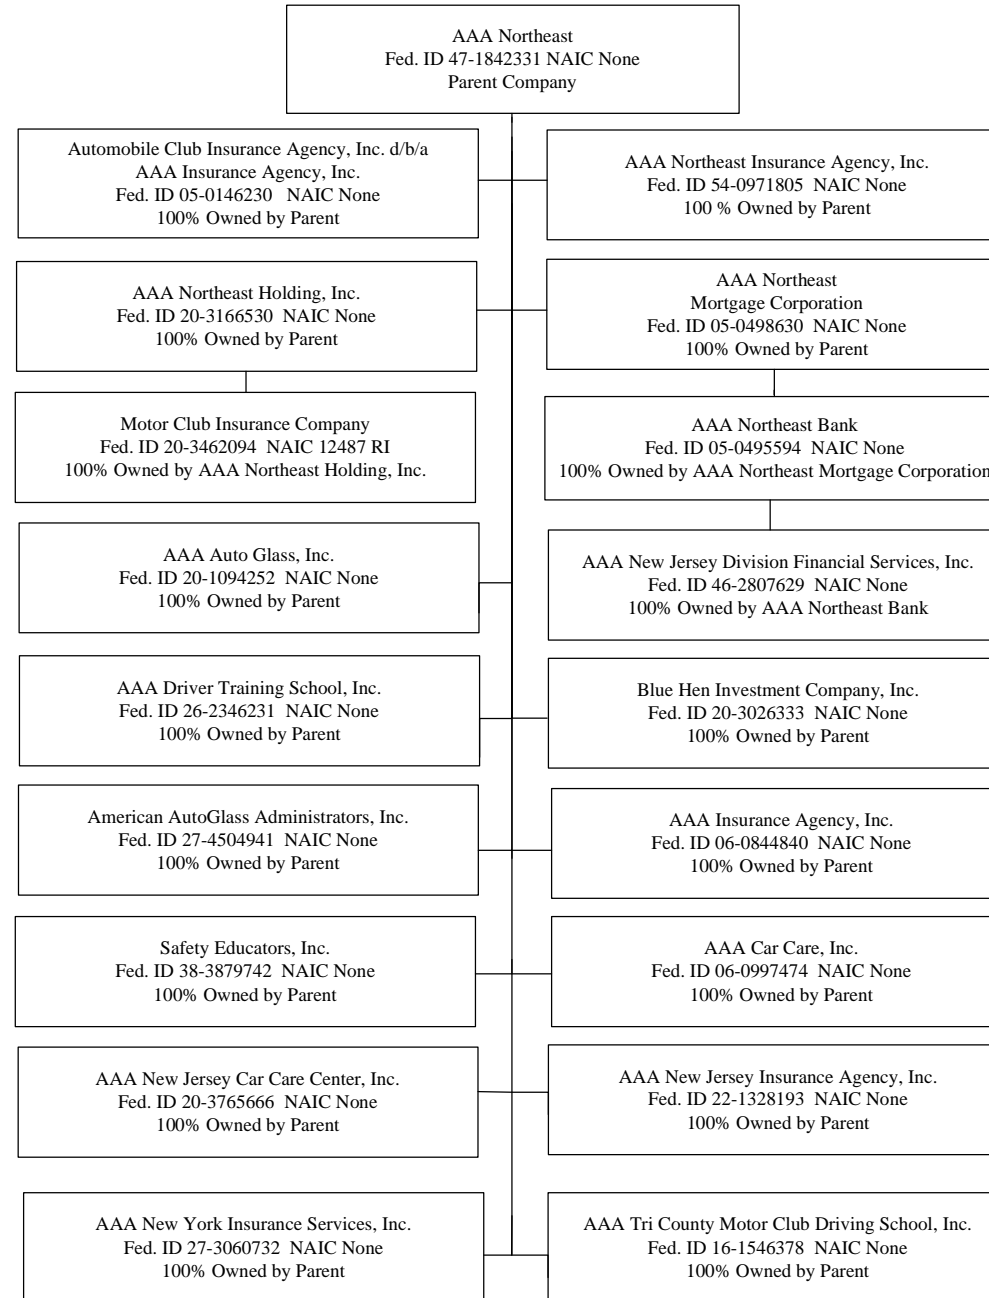 AAA Northeast
Fed. ID 47-1842331 NAIC None
Parent Company
Automobile Club Insurance Agency, Inc. d/b/a
AAA Insurance Agency, Inc.
Fed. ID 05-0146230 NAIC None
100% Owned by Parent
AAA Northeast Insurance Agency, Inc.
Fed. ID 54-0971805 NAIC None
100 % Owned by Parent
AAA Northeast Holding, Inc.
Fed. ID 20-3166530 NAIC None
100% Owned by Parent
AAA Northeast
Mortgage Corporation
Fed. ID 05-0498630 NAIC None
100% Owned by Parent
Motor Club Insurance Company
Fed. ID 20-3462094 NAIC 12487 RI
100% Owned by AAA Northeast Holding, Inc.
AAA Northeast Bank
Fed. ID 05-0495594 NAIC None
100% Owned by AAA Northeast Mortgage Corporation
AAA Auto Glass, Inc.
Fed. ID 20-1094252 NAIC None
100% Owned by Parent
AAA New Jersey Division Financial Services, Inc.
Fed. ID 46-2807629 NAIC None
100% Owned by AAA Northeast Bank
AAA Driver Training School, Inc.
Fed. ID 26-2346231 NAIC None
100% Owned by Parent
Blue Hen Investment Company, Inc.
Fed. ID 20-3026333 NAIC None
100% Owned by Parent
American AutoGlass Administrators, Inc.
Fed. ID 27-4504941 NAIC None
100% Owned by Parent
AAA Insurance Agency, Inc.
Fed. ID 06-0844840 NAIC None
100% Owned by Parent
Safety Educators, Inc.
Fed. ID 38-3879742 NAIC None
100% Owned by Parent
AAA Car Care, Inc.
Fed. ID 06-0997474 NAIC None
100% Owned by Parent
AAA New Jersey Car Care Center, Inc.
Fed. ID 20-3765666 NAIC None
100% Owned by Parent
AAA New Jersey Insurance Agency, Inc.
Fed. ID 22-1328193 NAIC None
100% Owned by Parent
AAA New York Insurance Services, Inc.
Fed. ID 27-3060732 NAIC None
100% Owned by Parent
AAA Tri County Motor Club Driving School, Inc.
Fed. ID 16-1546378 NAIC None
100% Owned by Parent